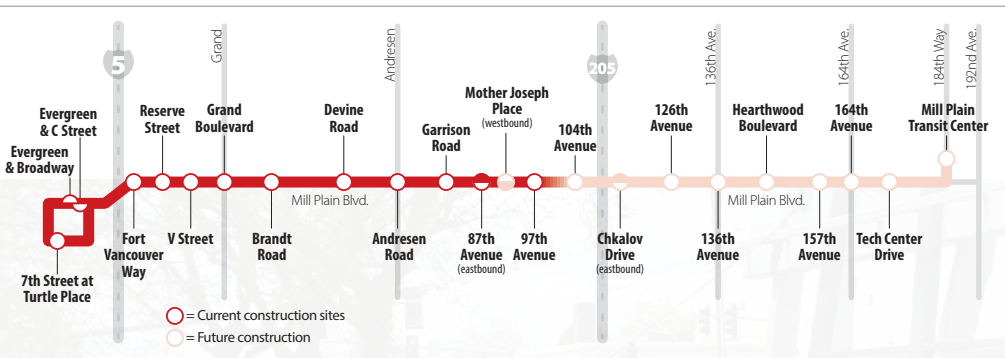 5
Grand
Andresen
205
136th Ave.
164th Ave.
184th Way
192nd Ave.
Evergreen
& C Street
Evergreen
& Broadway
Reserve
Street
Grand
Boulevard
Devine
Road
Garrison
Road
Mother Joseph
Place
(westbound)
104th
Avenue
126th
Avenue
Hearthwood
Boulevard
164th
Avenue
Mill Plain
Transit Center
Mill Plain Blvd.
Mill Plain Blvd.
7th Street at
Turtle Place
Fort
Vancouver
Way
V Street
Brandt
Road
Andresen
Road
87th
Avenue
(eastbound)
97th
Avenue
Chkalov
Drive
(eastbound)
136th
Avenue
157th
Avenue
Tech Center
Drive
= Current construction sites
= Future construction